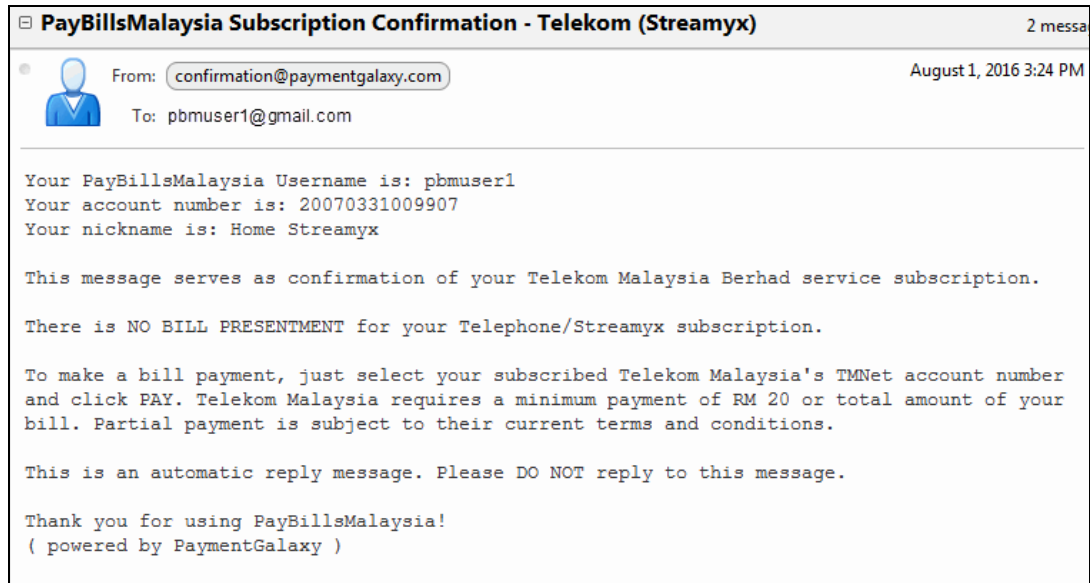 PayBillsMalaysia Subscription Confirmation - Telekom (Streamyx)
2 messa
From: confirmation@paymentgalaxy.com
August 1, 2016 3:24 PM
To: pbmuser1@gmail.com
Your PayBillsMalaysia Username is: pbmuser1
Your account number is: 20070331009907
Your nickname is: Home Streamyx
This message serves as confirmation of your Telekom Malaysia Berhad service subscription.
There is NO BILL PRESENTMENT for your Telephone/Streamyx subscription.
To make a bill payment, just select your subscribed Telekom Malaysia's TMNet account number
and click PAY. Telekom Malaysia requires a minimum payment of RM 20 or total amount of your
bill. Partial payment is subject to their current terms and conditions.
This is an automatic reply message. Please DO NOT reply to this message.
Thank you for using PayBillsMalaysia!
( powered by PaymentGalaxy )